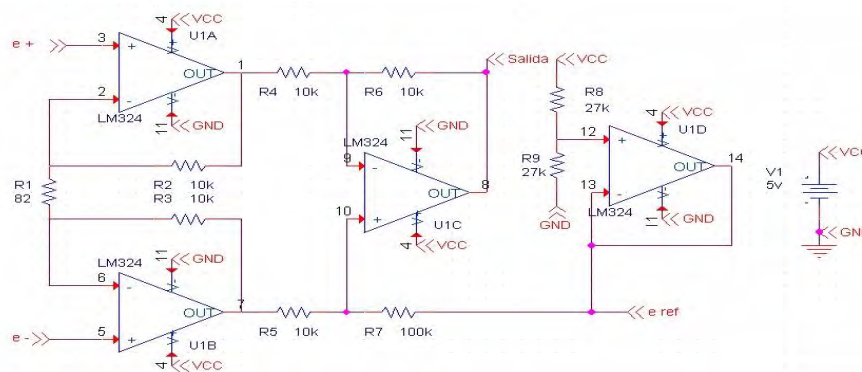 4 VCC
U1A
e + 3 + OUT 1
2 -
LM324
11 GND
R4 10k
R6 10k
Salida
VCC
R8
27k
R1
82
R2 10k
R3 10k
LM324
9 -
11 GND
OUT 8
10 +
U1C
4 VCC
R9
27k
GND
12 +
4 VCC
U1D
OUT 14
13 -
LM324
11 GND
V1
5v
VCC
GND
LM324
11 GND
6 -
OUT 7
e - 5 +
U1B
4 VCC
R5 10k
R7 100k
e ref